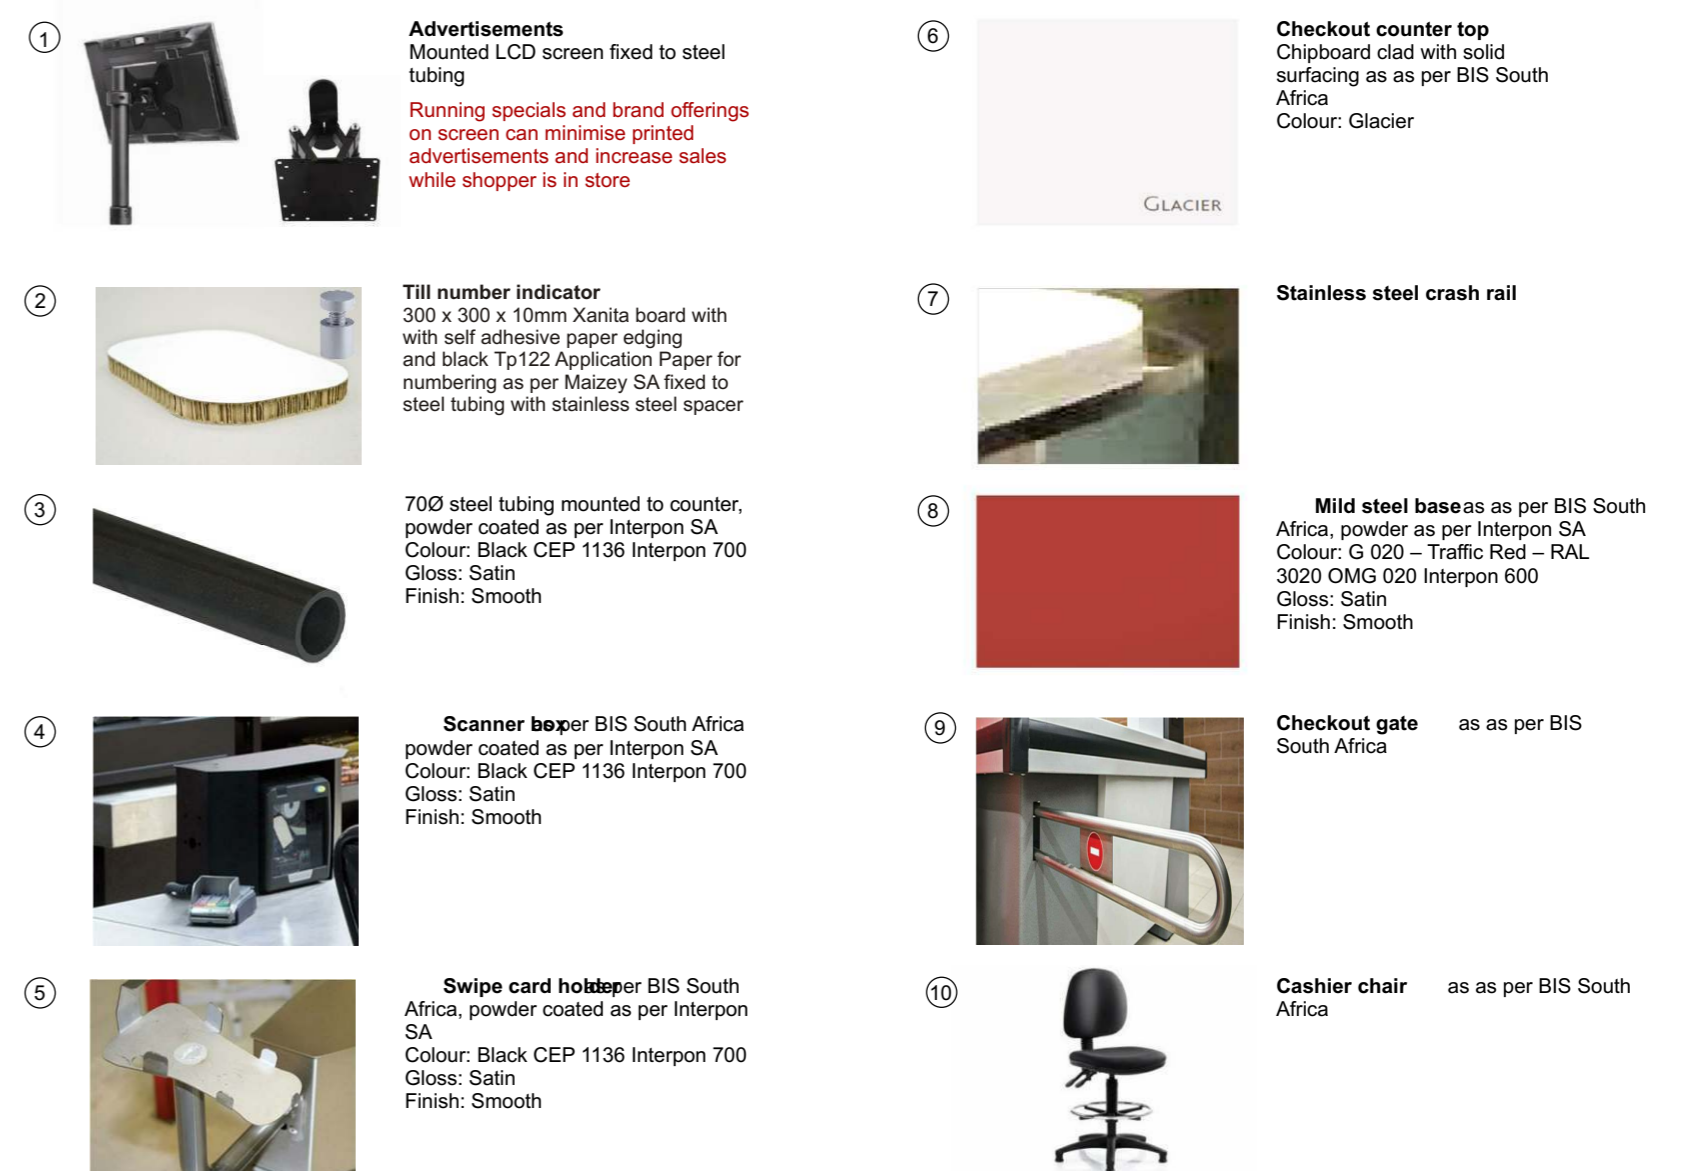 1
Advertisements
Mounted LCD screen fixed to steel
tubing
Running specials and brand offerings
on screen can minimise printed
advertisements and increase sales
while shopper is in store
2
Till number indicator
300 x 300 x 10mm Xanita board with
with self adhesive paper edging
and black Tp122 Application Paper for
numbering as per Maizey SA fixed to
steel tubing with stainless steel spacer
3
70Ø steel tubing mounted to counter,
powder coated as per Interpon SA
Colour: Black CEP 1136 Interpon 700
Gloss: Satin
Finish: Smooth
4
Scanner box as per BIS South Africa
powder coated as per Interpon SA
Colour: Black CEP 1136 Interpon 700
Gloss: Satin
Finish: Smooth
5
Swipe card holder as per BIS South
Africa, powder coated as per Interpon
SA
Colour: Black CEP 1136 Interpon 700
Gloss: Satin
Finish: Smooth
6
GLACIER
Checkout counter top
Chipboard clad with solid
surfacing as as per BIS South
Africa
Colour: Glacier
7
Stainless steel crash rail
8
Mild steel base as as per BIS South
Africa, powder as per Interpon SA
Colour: G 020 – Traffic Red – RAL
3020 OMG 020 Interpon 600
Gloss: Satin
Finish: Smooth
9
Checkout gate as as per BIS
South Africa
10
Cashier chair as as per BIS South
Africa